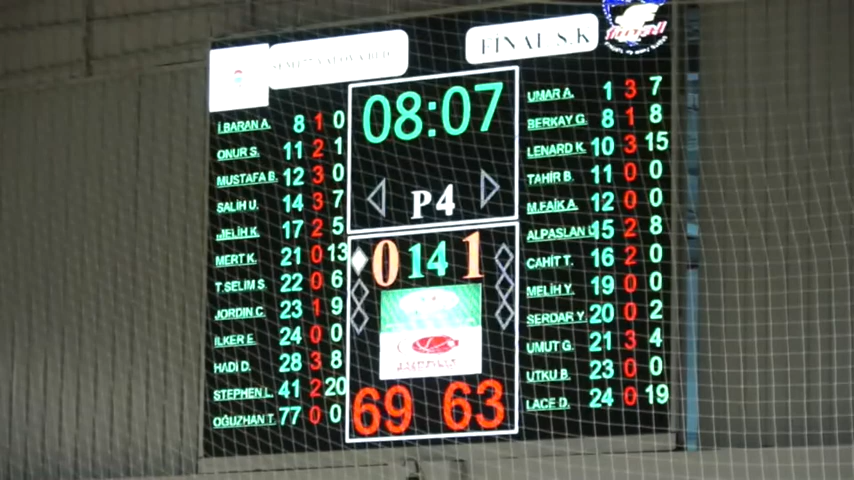 FINAL S.K
08:07
P4
0 14 1
69 63
İ.BARAN A. 8 1 0
ONUR S. 11 2 1
MUSTAFA B. 12 3 0
SALİH U. 14 3 7
MELİH K. 17 2 5
MERT K. 21 0 13
T.SELİM S. 22 0 6
JORDIN C. 23 1 9
İLKER E. 24 0 0
HADİ D. 28 3 8
STEPHEN L. 41 2 20
OĞUZHAN T. 77 0 0
UMAR A. 1 3 7
BERKAY G. 8 1 8
LENARD K. 10 3 15
TAHİR B. 11 0 0
M.FAİK A. 12 0 0
ALPASLAN 15 2 8
CAHİT T. 16 2 0
MELİH Y. 19 0 0
SERDAR Y. 20 0 2
UMUT G. 21 3 4
UTKU B. 23 0 0
LACE D. 24 0 19